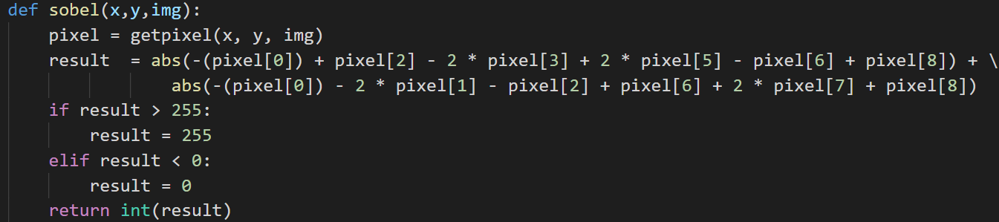 def sobel(x,y,img):
    pixel = getpixel(x, y, img)
    result  = abs(-(pixel[0]) + pixel[2] - 2 * pixel[3] + 2 * pixel[5] - pixel[6] + pixel[8]) + \
            abs(-(pixel[0]) - 2 * pixel[1] - pixel[2] + pixel[6] + 2 * pixel[7] + pixel[8])
    if result > 255:
        result = 255
    elif result < 0:
        result = 0
    return int(result)